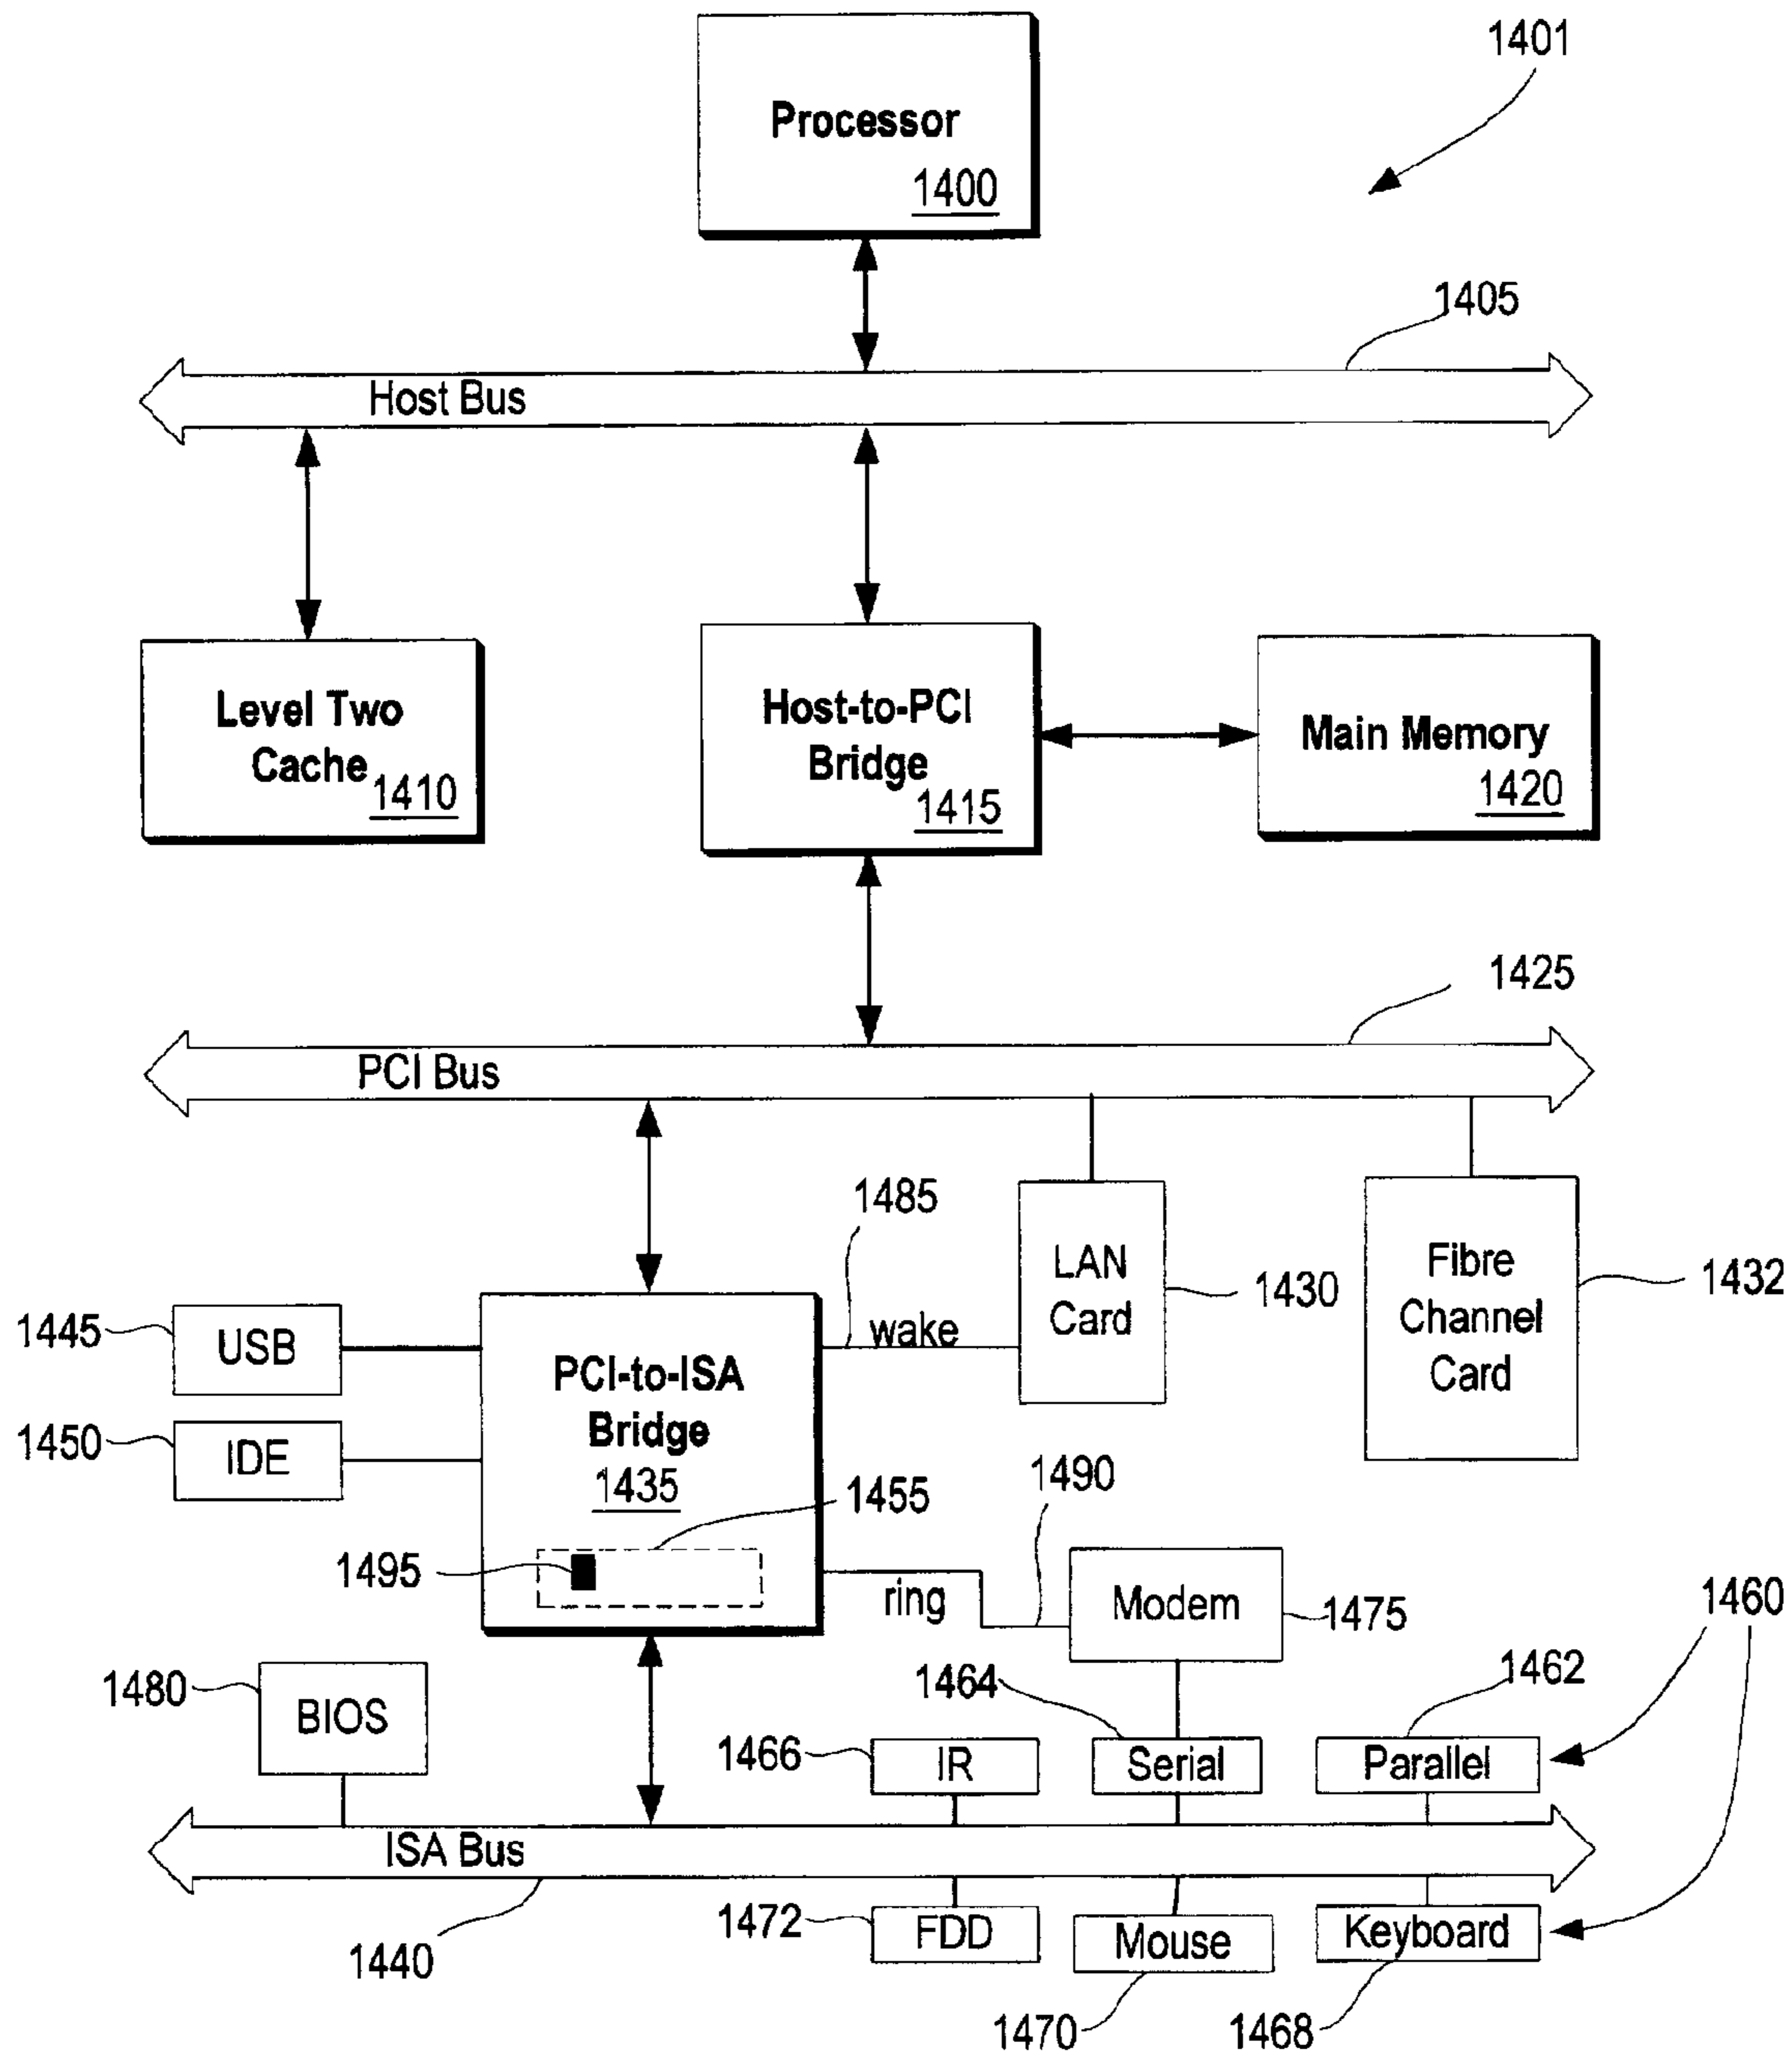 1401
Processor
1400
1405
Host Bus
Level Two
Cache
1410
Host-to-PCI
Bridge
1415
Main Memory
1420
1425
PCI Bus
1485
LAN
Card
1430
Fibre
Channel
Card
1432
1445
USB
wake
PCI-to-ISA
Bridge
1435
1450
IDE
1455
1490
1495
ring
Modem
1475
1460
1480
BIOS
1464
1462
1466
IR
Serial
Parallel
ISA Bus
1472
FDD
Mouse
Keyboard
1440
1470
1468